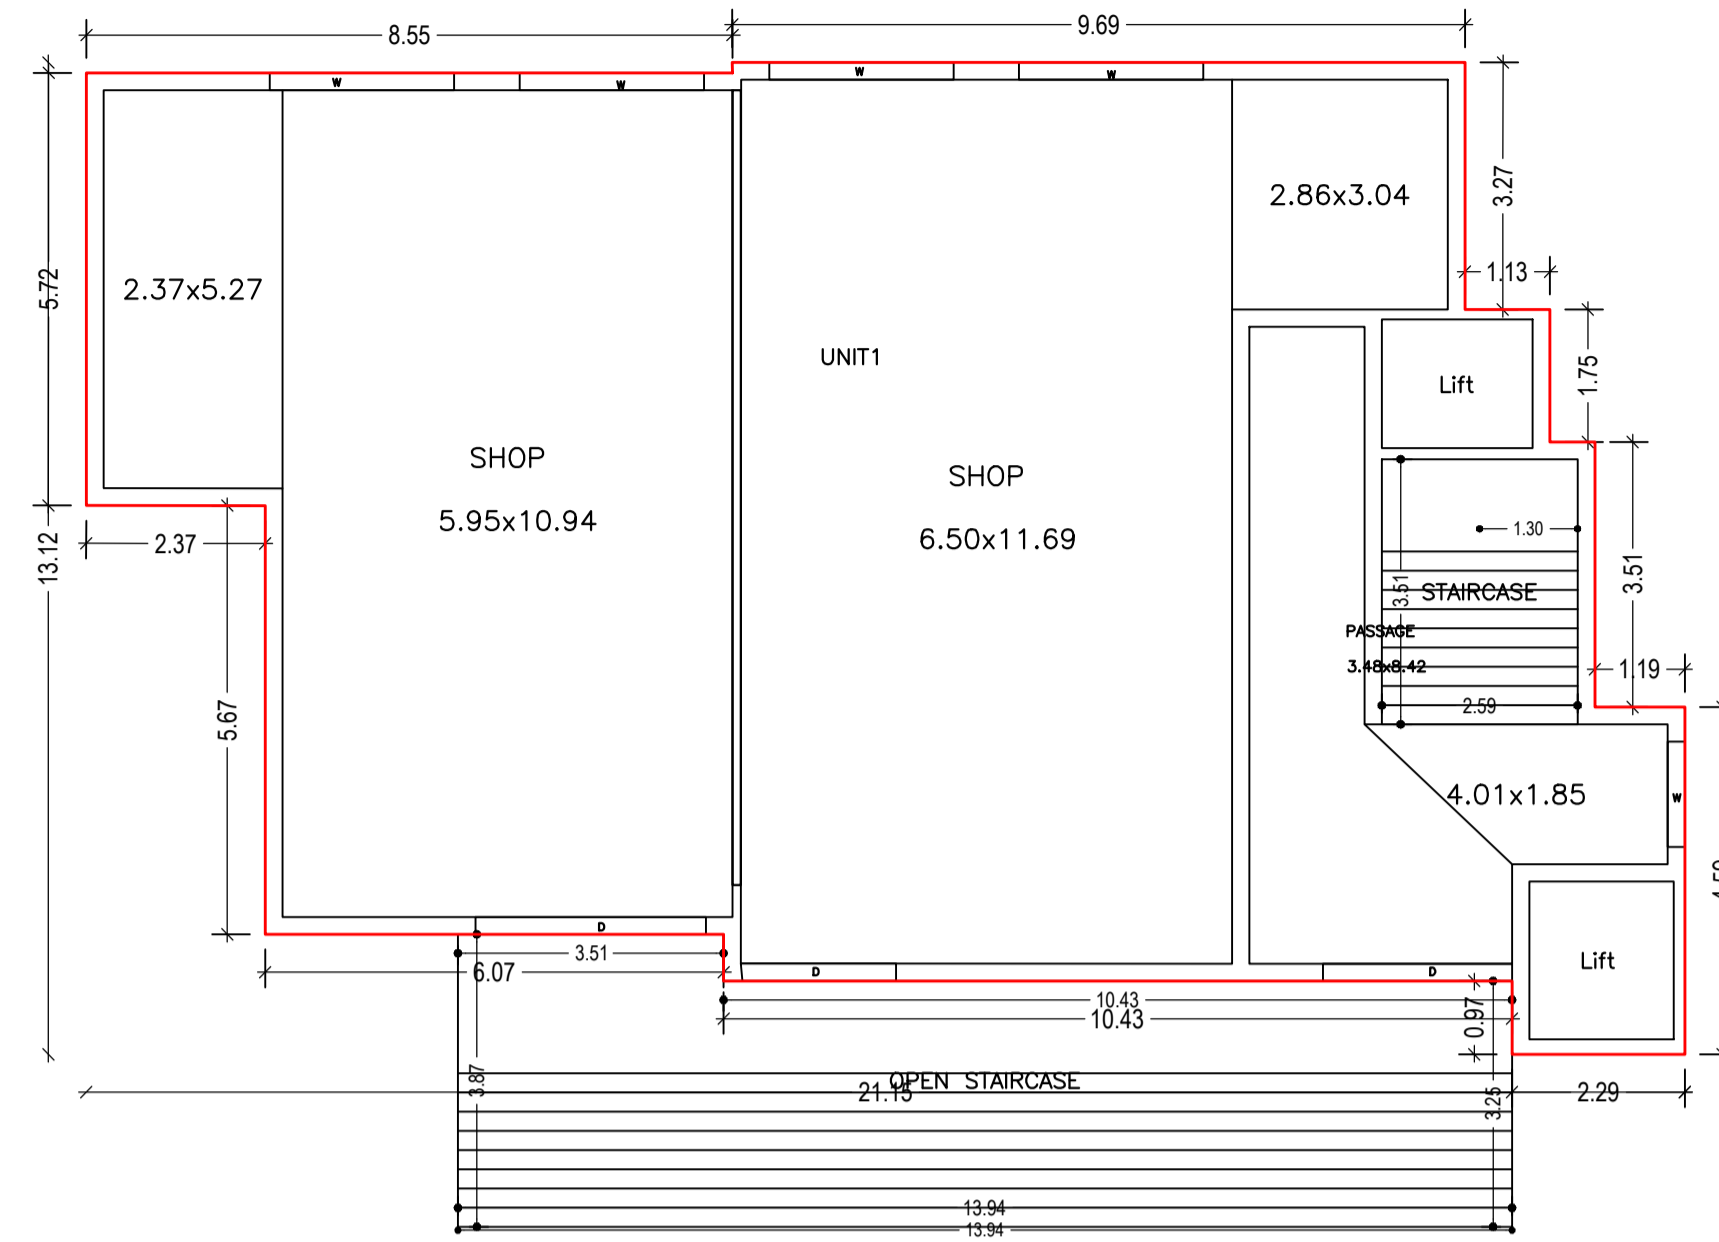 9.69
8.55
W
W
W
W
2.86x3.04
3.27
1.13
5.72
2.37x5.27
UNIT1
1.75
Lift
SHOP
5.95x10.94
SHOP
6.50x11.69
1.30
2.37
13.12
3.51
3.51
STAIRCASE
PASSAGE
3.48x8.42
1.19
2.59
5.67
4.01x1.85
W
D
3.51
6.07
D
D
Lift
10.43
10.43
0.97
3.87
OPEN STAIRCASE
21.15
3.25
2.29
13.94
13.94